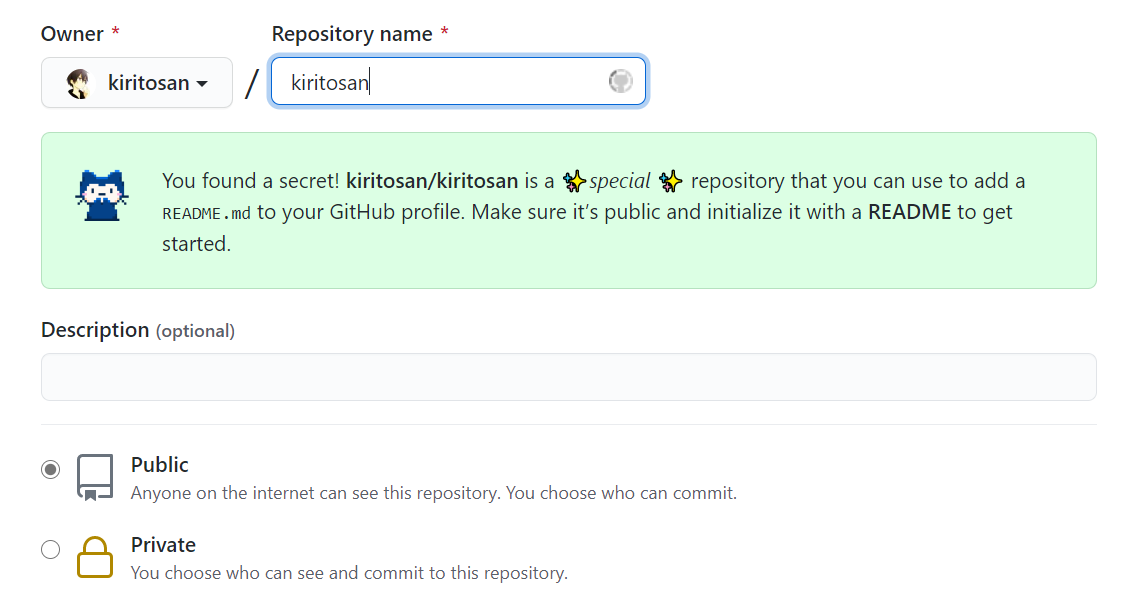 Owner * Repository name *
kiritosan / kiritosan
You found a secret! kiritosan/kiritosan is a ✨special ✨ repository that you can use to add a
README.md to your GitHub profile. Make sure it’s public and initialize it with a README to get
started.
Description (optional)
Public
Anyone on the internet can see this repository. You choose who can commit.
Private
You choose who can see and commit to this repository.